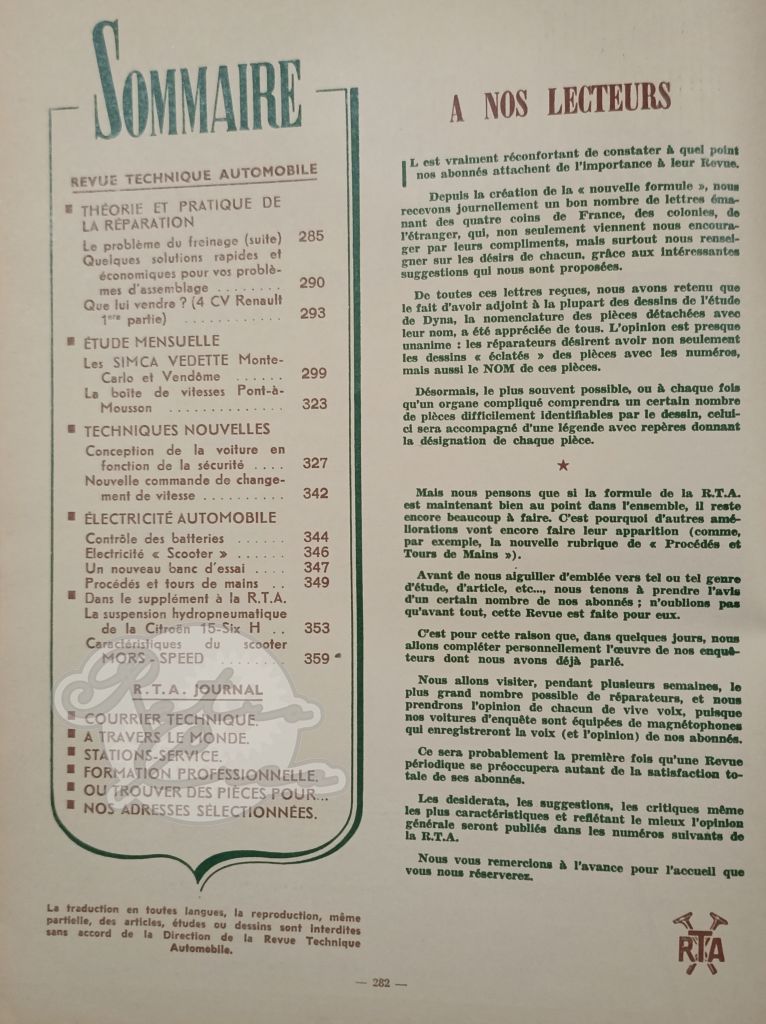 SOMMAIRE
REVUE TECHNIQUE AUTOMOBILE
■ THÉORIE ET PRATIQUE DE
LA RÉPARATION
Le problème du freinage (suite) 285
Quelques solutions rapides et
économiques pour vos problè-
mes d'assemblage ........ 290
Que lui vendre ? (4 CV Renault
1ère partie) ............ 293
■ ÉTUDE MENSUELLE
Les SIMCA VEDETTE Monte-
Carlo et Vendôme ...... 299
La boîte de vitesses Pont-à-
Mousson .............. 323
■ TECHNIQUES NOUVELLES
Conception de la voiture en
fonction de la sécurité .... 327
Nouvelle commande de change-
ment de vitesse .......... 342
■ ÉLECTRICITÉ AUTOMOBILE
Contrôle des batteries ...... 344
Electricité « Scooter » ...... 346
Un nouveau banc d'essai .... 347
Procédés et tours de mains .. 349
■ Dans le supplément à la R.T.A.
La suspension hydropneumatique
de la Citroën 15-Six H .. 353
Caractéristiques du scooter
MORS - SPEED ........ 359
R.T.A. JOURNAL
■ COURRIER TECHNIQUE.
■ A TRAVERS LE MONDE.
■ STATIONS-SERVICE.
■ FORMATION PROFESSIONNELLE.
■ OU TROUVER DES PIÈCES POUR...
■ NOS ADRESSES SÉLECTIONNÉES.
La traduction en toutes langues, la reproduction, même
partielle, des articles, études ou dessins sont interdites
sans accord de la Direction de la Revue Technique
Automobile.
A NOS LECTEURS
IL est vraiment réconfortant de constater à quel point
nos abonnés attachent de l'importance à leur Revue.
Depuis la création de la « nouvelle formule », nous
recevons journellement un bon nombre de lettres éma-
nant des quatre coins de France, des colonies, de
l'étranger, qui, non seulement viennent nous encoura-
ger par leurs compliments, mais surtout nous rensei-
gner sur les désirs de chacun, grâce aux intéressantes
suggestions qui nous sont proposées.
De toutes ces lettres reçues, nous avons retenu que
le fait d'avoir adjoint à la plupart des dessins de l'étude
de Dyna, la nomenclature des pièces détachées avec
leur nom, a été appréciée de tous. L'opinion est presque
unanime : les réparateurs désirent avoir non seulement
les dessins « éclatés » des pièces avec les numéros,
mais aussi le NOM de ces pièces.
Désormais, le plus souvent possible, ou à chaque fois
qu'un organe compliqué comprendra un certain nombre
de pièces difficilement identifiables par le dessin, celui-
ci sera accompagné d'une légende avec repères donnant
la désignation de chaque pièce.
★
Mais nous pensons que si la formule de la R.T.A.
est maintenant bien au point dans l'ensemble, il reste
encore beaucoup à faire. C'est pourquoi d'autres amé-
liorations vont encore faire leur apparition (comme,
par exemple, la nouvelle rubrique de « Procédés et
Tours de Mains »).
Avant de nous aiguiller d'emblée vers tel ou tel genre
d'étude, d'article, etc..., nous tenons à prendre l'avis
d'un certain nombre de nos abonnés ; n'oublions pas
qu'avant tout, cette Revue est faite pour eux.
C'est pour cette raison que, dans quelques jours, nous
allons compléter personnellement l'œuvre de nos enquê-
teurs dont nous avons déjà parlé.
Nous allons visiter, pendant plusieurs semaines, le
plus grand nombre possible de réparateurs, et nous
prendrons l'opinion de chacun de vive voix, puisque
nos voitures d'enquête sont équipées de magnétophones
qui enregistreront la voix (et l'opinion) de nos abonnés.
Ce sera probablement la première fois qu'une Revue
périodique se préoccupera autant de la satisfaction to-
tale de ses abonnés.
Les desiderata, les suggestions, les critiques même
les plus caractéristiques et reflétant le mieux l'opinion
générale seront publiés dans les numéros suivants de
la R.T.A.
Nous vous remercions à l'avance pour l'accueil que
vous nous réserverez.
RTA
— 282 —